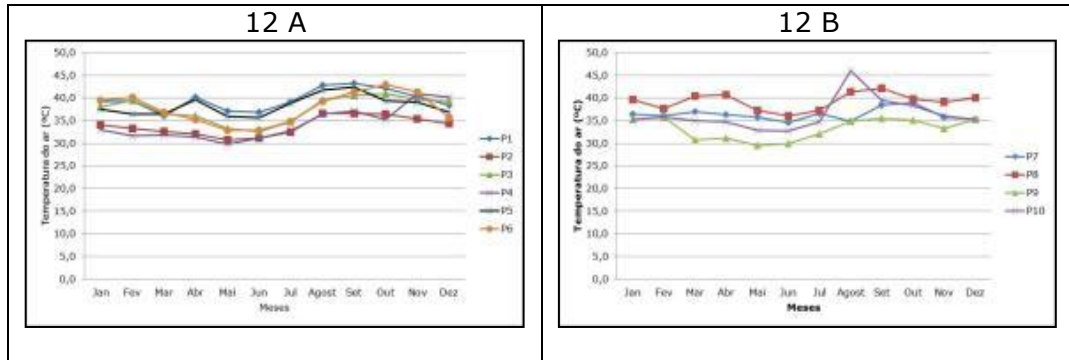 12 A
50,0
45,0
40,0
35,0
30,0
25,0
20,0
15,0
10,0
5,0
0,0
Temperatura do ar (ºC)
Jan Fev Mar Abr Mai Jun Jul Agost Set Out Nov Dez
Meses
P1
P2
P3
P4
P5
P6
12 B
50,0
45,0
40,0
35,0
30,0
25,0
20,0
15,0
10,0
5,0
0,0
Temperatura do ar (ºC)
Jan Fev Mar Abr Mai Jun Jul Agost Set Out Nov Dez
Meses
P7
P8
P9
P10